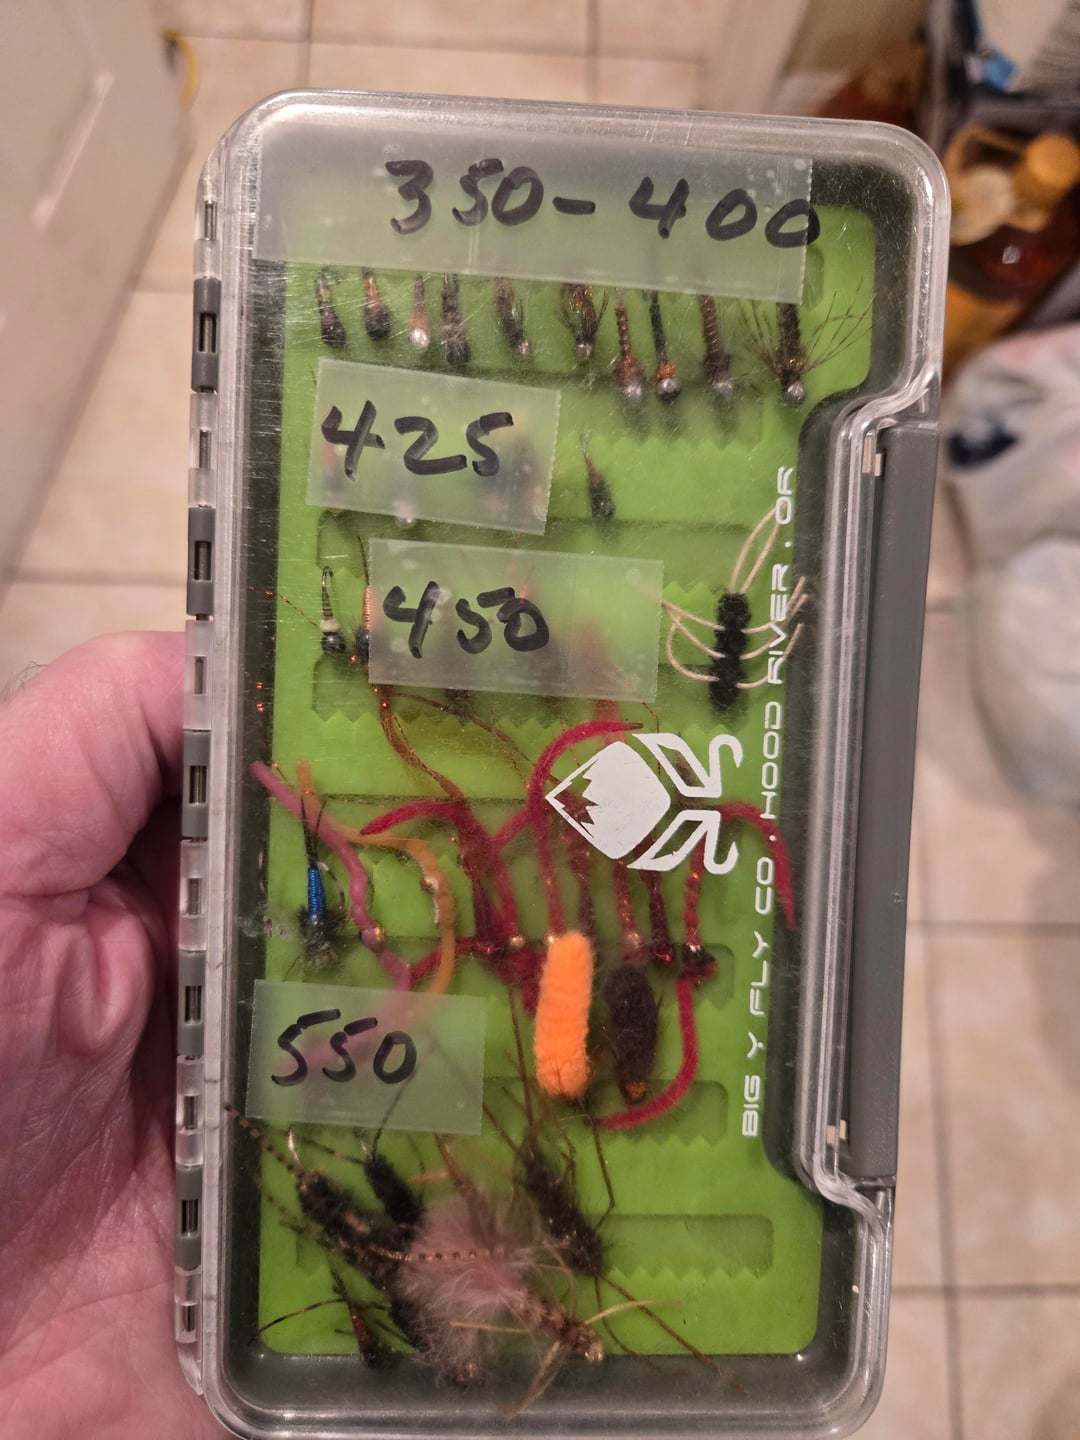 350-400
425
450
BIG Y FLY CO . HOOD RIVER . OR
550